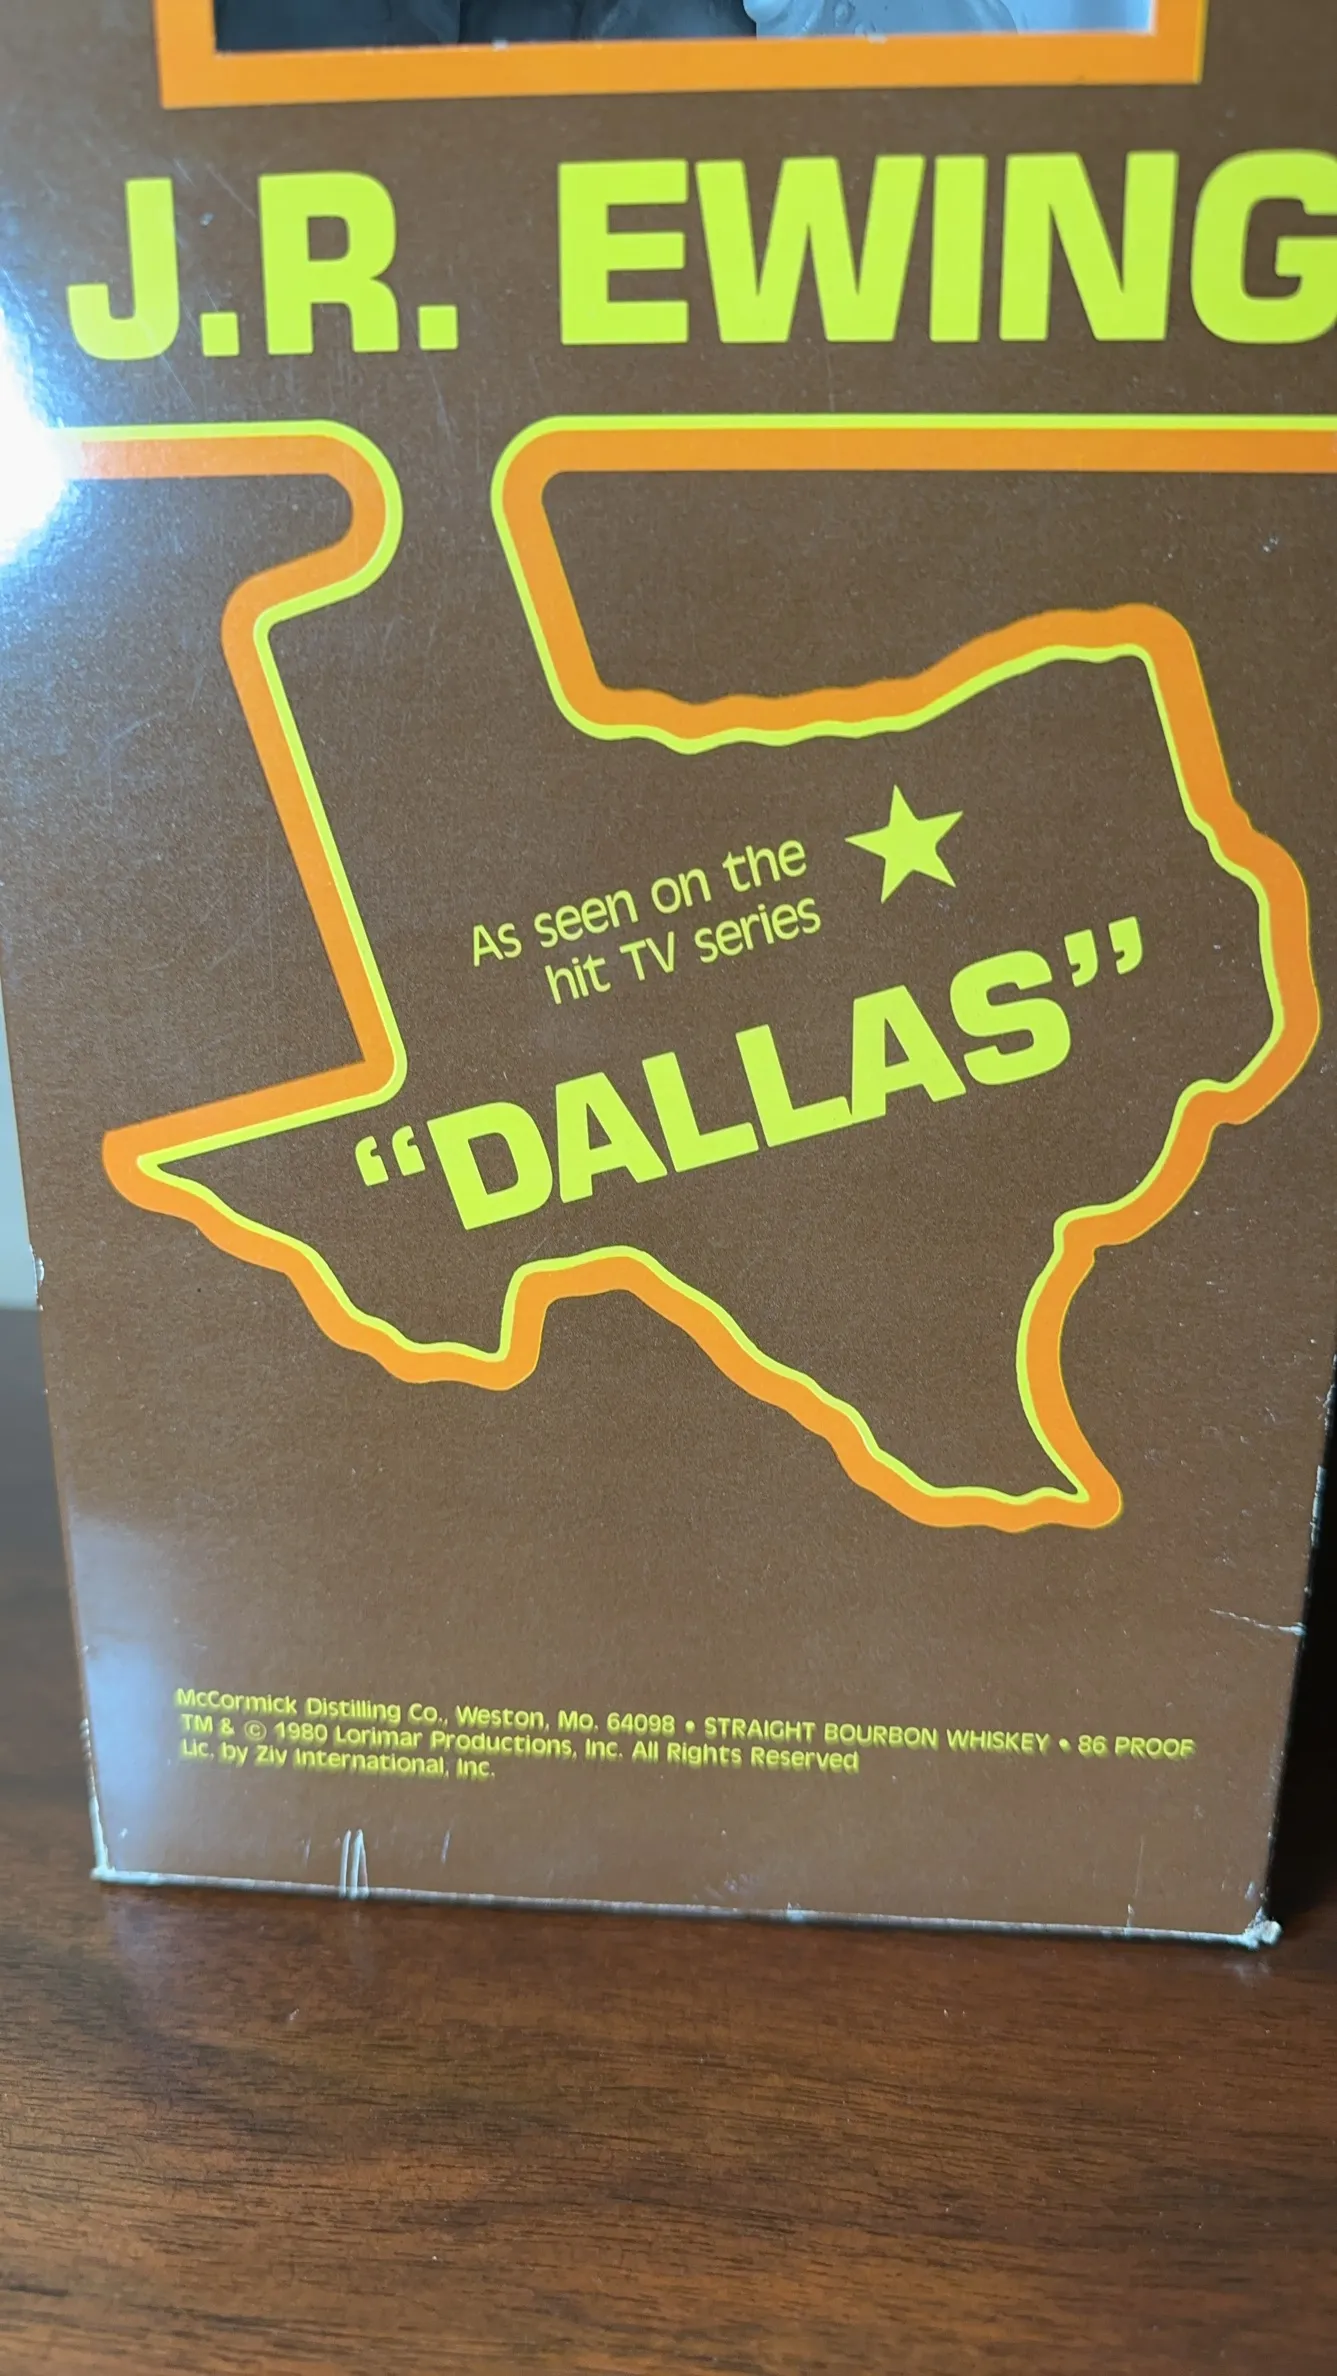 J.R. EWING
As seen on the
hit TV series
“DALLAS”
McCormick Distilling Co., Weston, Mo. 64098 • STRAIGHT BOURBON WHISKEY • 86 PROOF
TM & © 1980 Lorimar Productions, Inc. All Rights Reserved
Lic. by Ziv International, Inc.